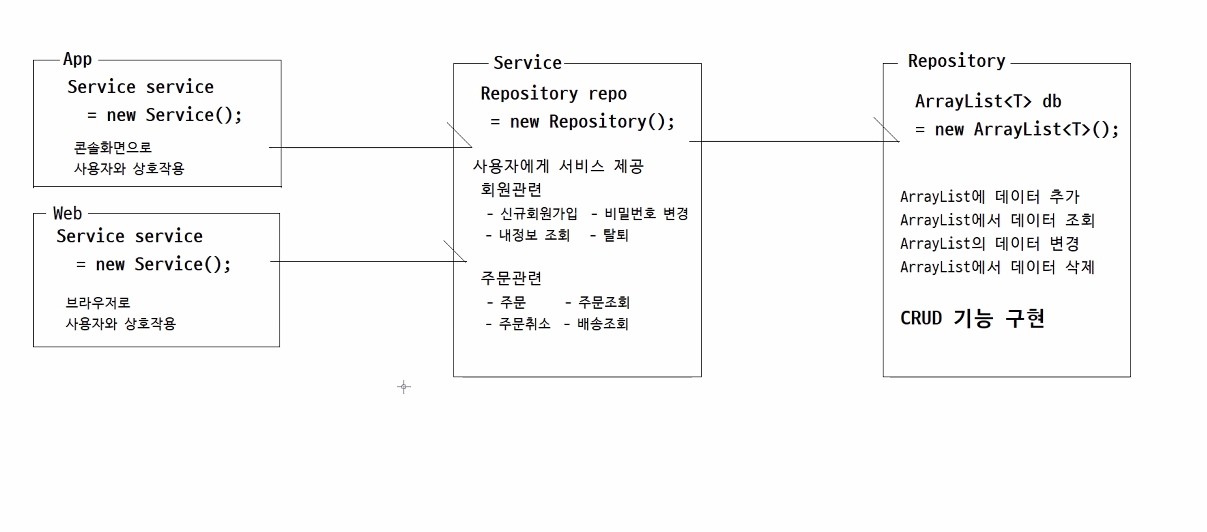 App
Service service
= new Service();
콘솔화면으로
사용자와 상호작용
Web
Service service
= new Service();
브라우저로
사용자와 상호작용
Service
Repository repo
= new Repository();
사용자에게 서비스 제공
회원관련
- 신규회원가입 - 비밀번호 변경
- 내정보 조회 - 탈퇴
주문관련
- 주문 - 주문조회
- 주문취소 - 배송조회
Repository
ArrayList<T> db
= new ArrayList<T>();
ArrayList에 데이터 추가
ArrayList에서 데이터 조회
ArrayList의 데이터 변경
ArrayList에서 데이터 삭제
CRUD 기능 구현